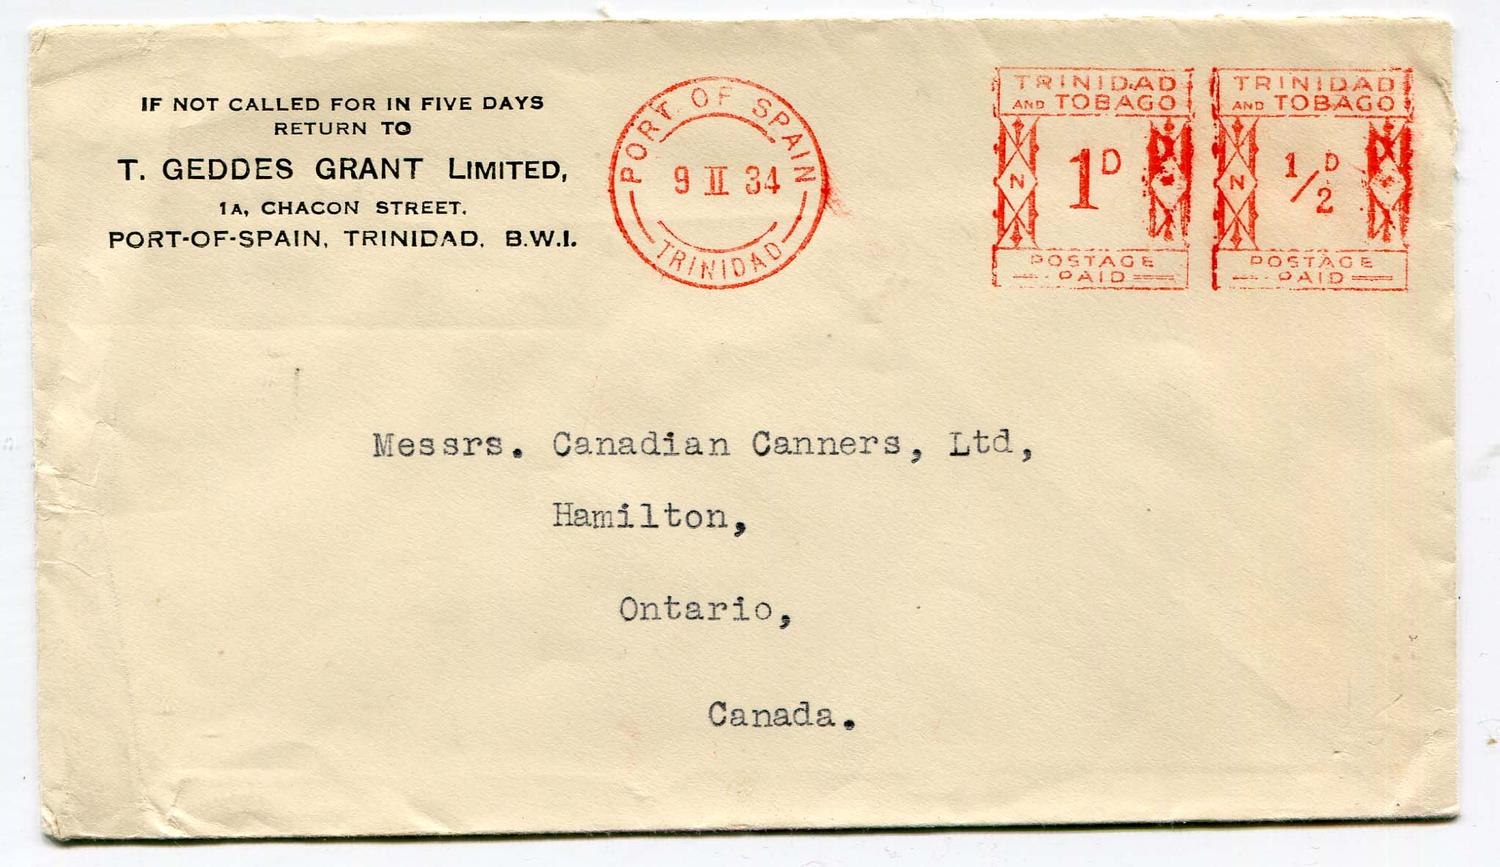 IF NOT CALLED FOR IN FIVE DAYS
RETURN TO
T. GEDDES GRANT LIMITED,
1A, CHACON STREET.
PORT-OF-SPAIN, TRINIDAD. B.W.I.
PORT OF SPAIN
9 II 34
TRINIDAD
TRINIDAD
AND TOBAGO
N
1D
POSTAGE
PAID
TRINIDAD
AND TOBAGO
N
1/2D
POSTAGE
PAID
Messrs. Canadian Canners, Ltd,
Hamilton,
Ontario,
Canada.